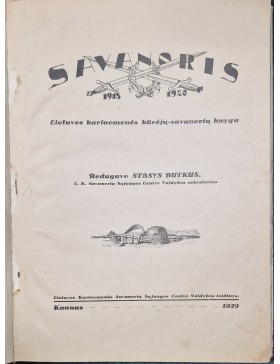 SAVANORIS
1918 1920
Lietuvos kariuomenės kūrėjų-savanorių knyga
Redagavo STASYS BUTKUS,
L. K. Savanorių Sąjungos Centro Valdybos sekretorius
Lietuvos Kariuomenės Savanorių Sąjungos Centro Valdybos leidinys.
Kaunas 1929